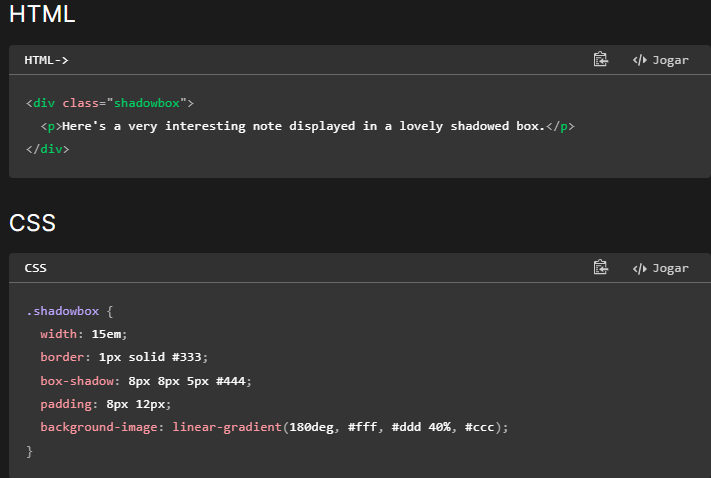 HTML
HTML->
</> Jogar
<div class="shadowbox">
  <p>Here's a very interesting note displayed in a lovely shadowed box.</p>
</div>
CSS
CSS
</> Jogar
.shadowbox {
  width: 15em;
  border: 1px solid #333;
  box-shadow: 8px 8px 5px #444;
  padding: 8px 12px;
  background-image: linear-gradient(180deg, #fff, #ddd 40%, #ccc);
}